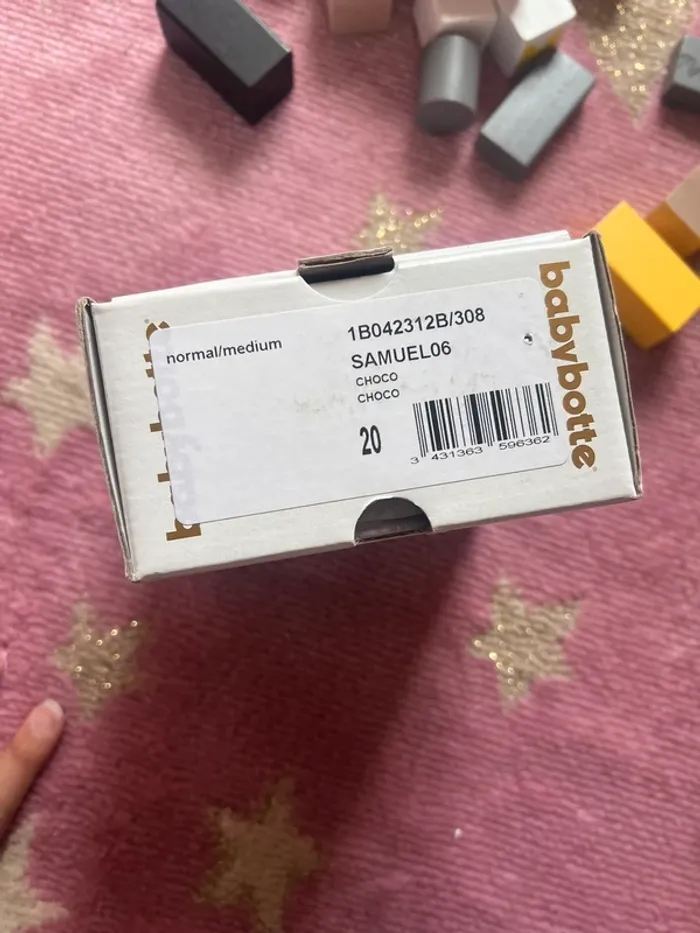 normal/medium
1B042312B/308
SAMUEL06
CHOCO
CHOCO
20
3 431363 596362
babybotte